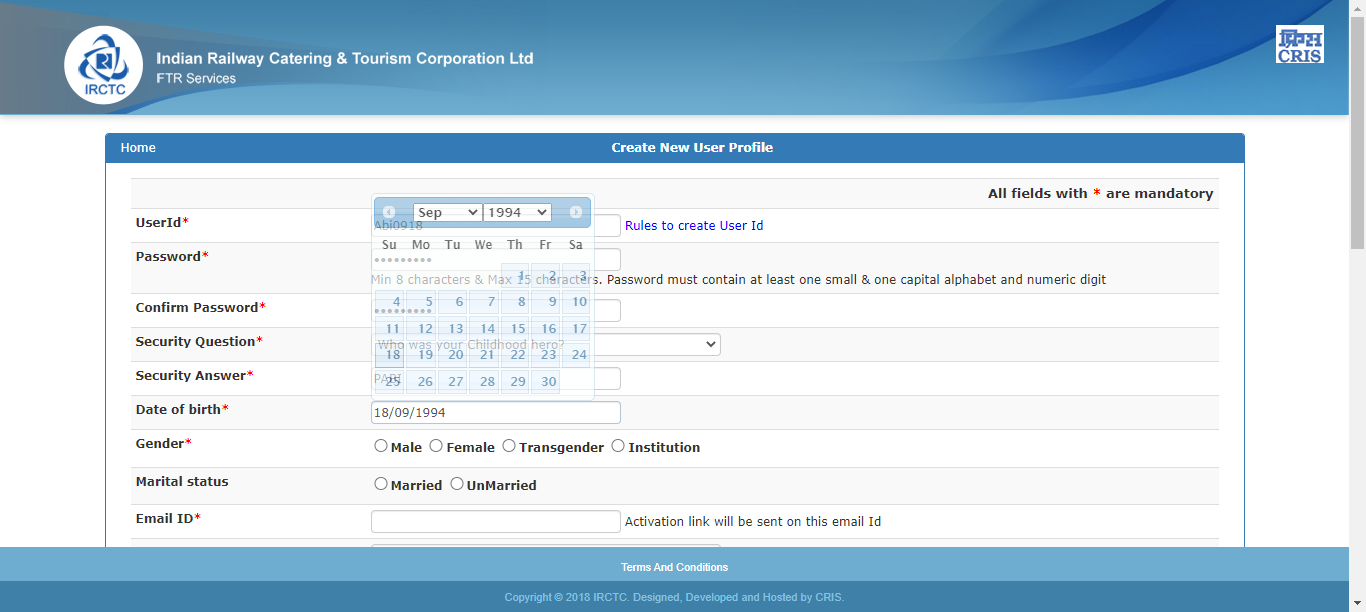 IRCTC
Indian Railway Catering & Tourism Corporation Ltd
FTR Services
क्रिस
CRIS
Home
Create New User Profile
All fields with * are mandatory
Sep 1994
UserId*
Abi0918
Rules to create User Id
Su Mo Tu We Th Fr Sa
Password*
•••••••••
1 2 3
Min 8 characters & Max 15 characters. Password must contain at least one small & one capital alphabet and numeric digit
4 5 6 7 8 9 10
Confirm Password*
•••••••••
11 12 13 14 15 16 17
Security Question*
Who was your Childhood hero?
18 19 20 21 22 23 24
Security Answer*
25 26 27 28 29 30
Date of birth*
18/09/1994
Gender*
Male Female Transgender Institution
Marital status
Married UnMarried
Email ID*
Activation link will be sent on this email Id
Terms And Conditions
Copyright © 2018 IRCTC. Designed, Developed and Hosted by CRIS.